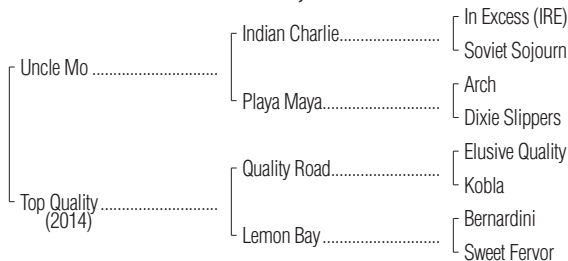 In Excess (IRE)
Indian Charlie....................
Soviet Sojourn
Uncle Mo ..........................
Arch
Playa Maya........................
Dixie Slippers
Elusive Quality
Quality Road......................
Kobla
Top Quality........................
(2014)
Bernardini
Lemon Bay ........................
Sweet Fervor